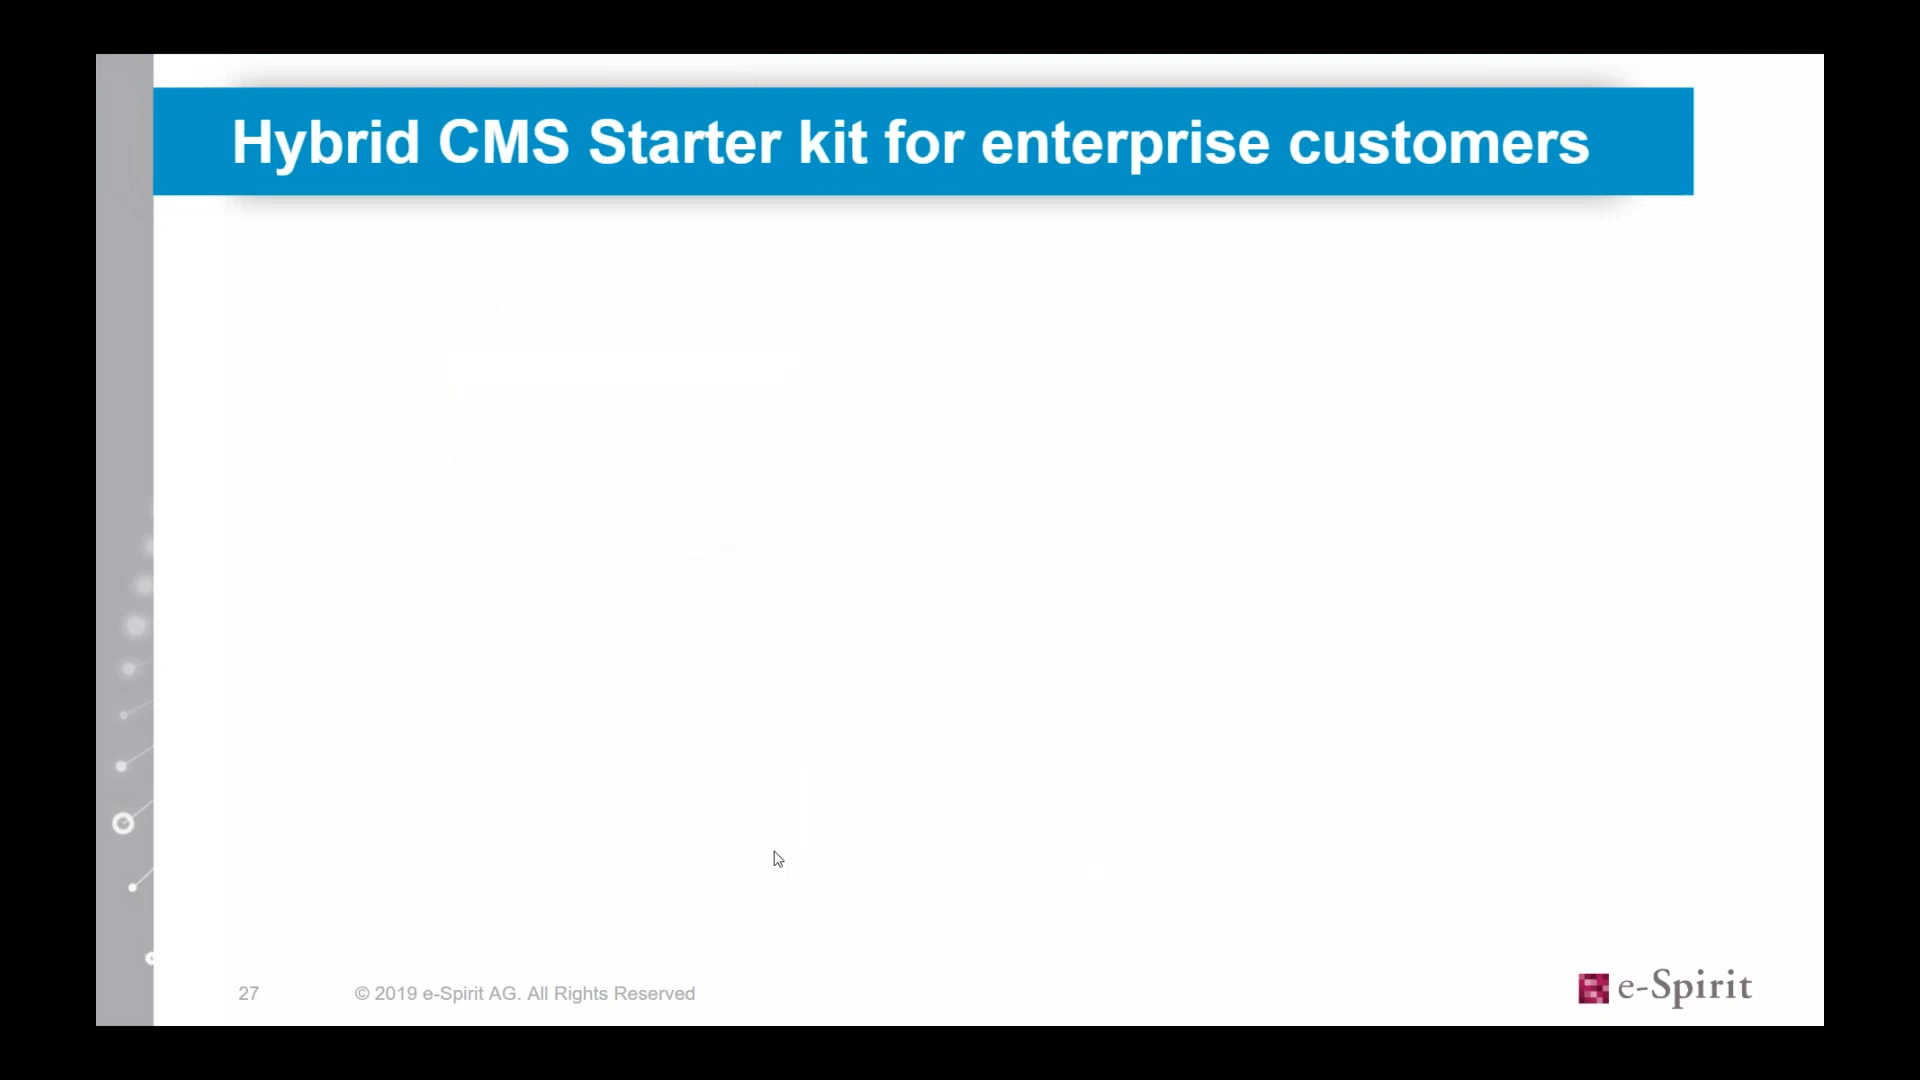 Hybrid CMS Starter kit for enterprise customers
27 © 2019 e-Spirit AG. All Rights Reserved
e-Spirit